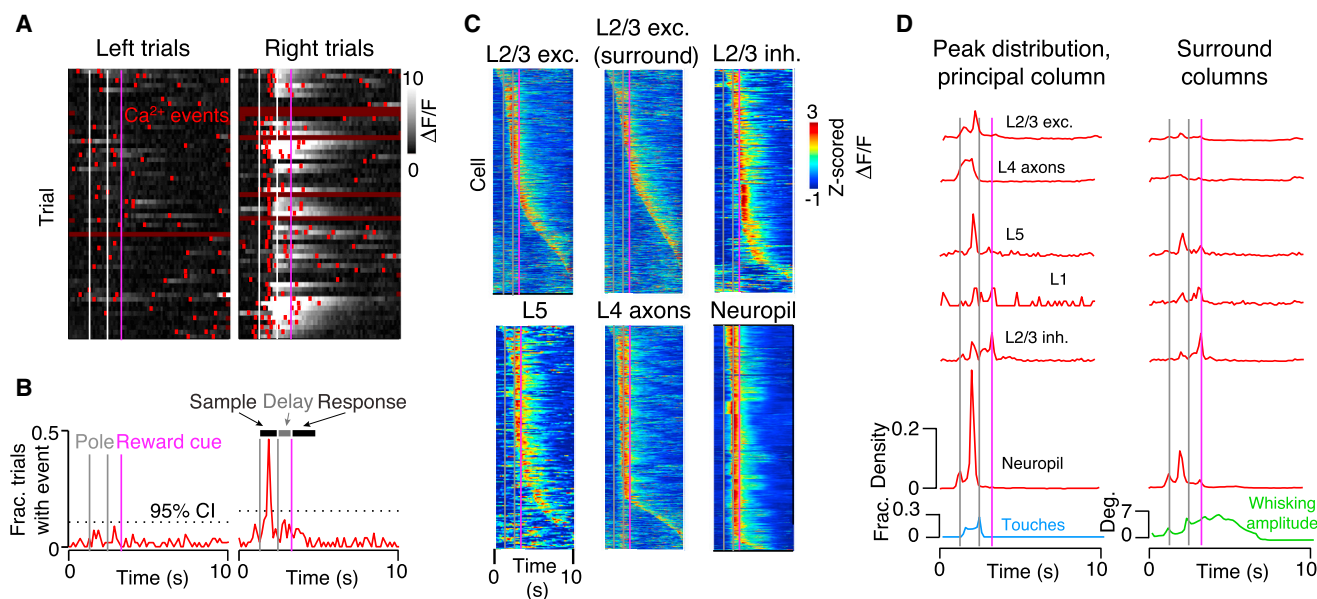 A
Left trials
Right trials
Ca²⁺ events
10
0
ΔF/F
Trial
B
Sample Delay Response
0.5
0
Frac. trials
with event
Pole Reward cue
95% CI
0
10
Time (s)
0
10
Time (s)
C
L2/3 exc.
L2/3 exc.
(surround)
L2/3 inh.
Cell
3
-1
Z-scored
ΔF/F
L5
L4 axons
Neuropil
0
Time
(s)
10
D
Peak distribution,
principal column
Surround
columns
L2/3 exc.
L4 axons
L5
L1
L2/3 inh.
Neuropil
0.2
0
Density
0.3
0
Frac.
Touches
7
0
Deg.
Whisking
amplitude
0
10
Time (s)
0
10
Time (s)